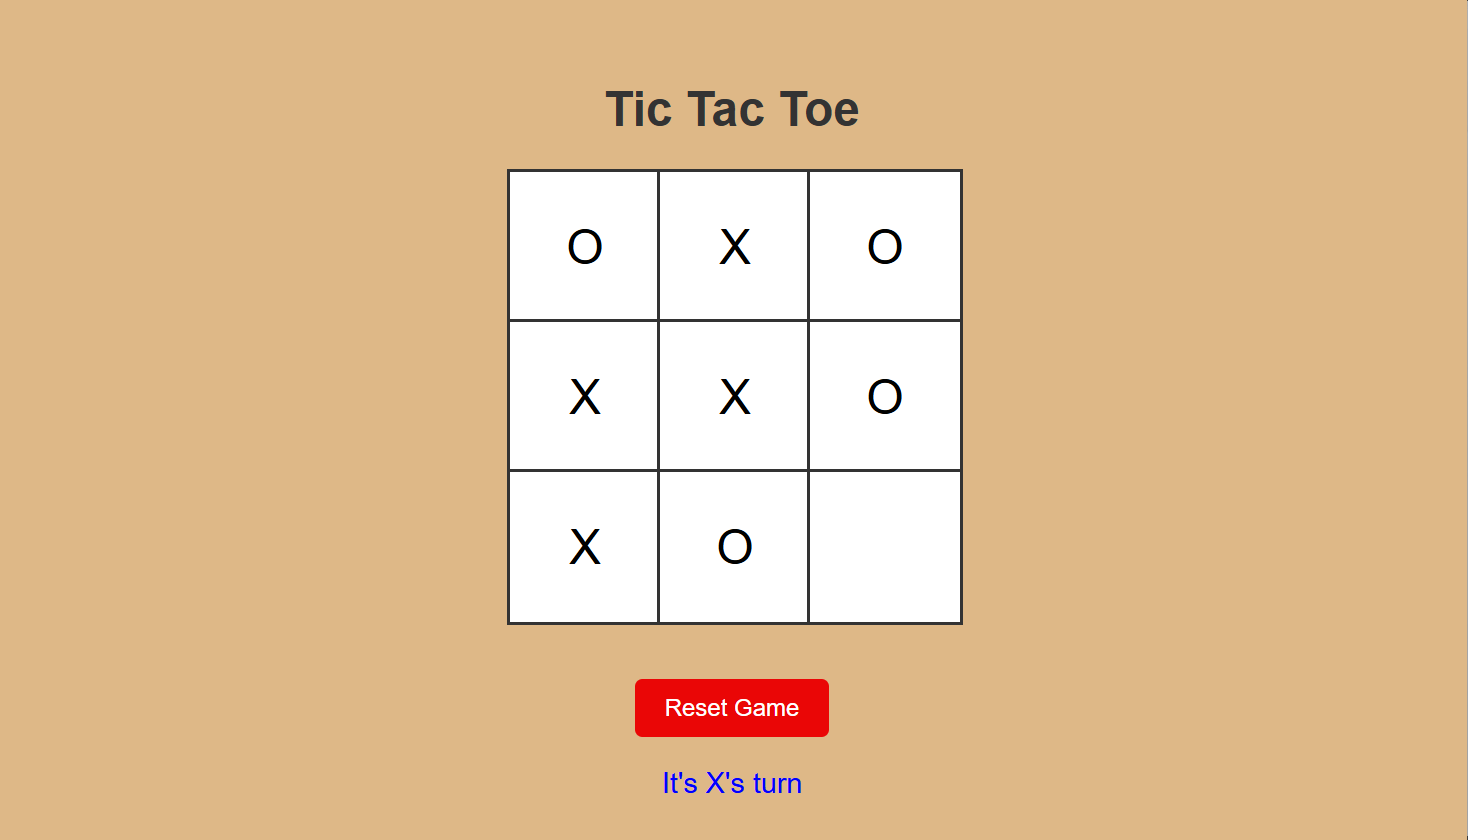 Tic Tac Toe
O X O
X X O
X O
Reset Game
It's X's turn